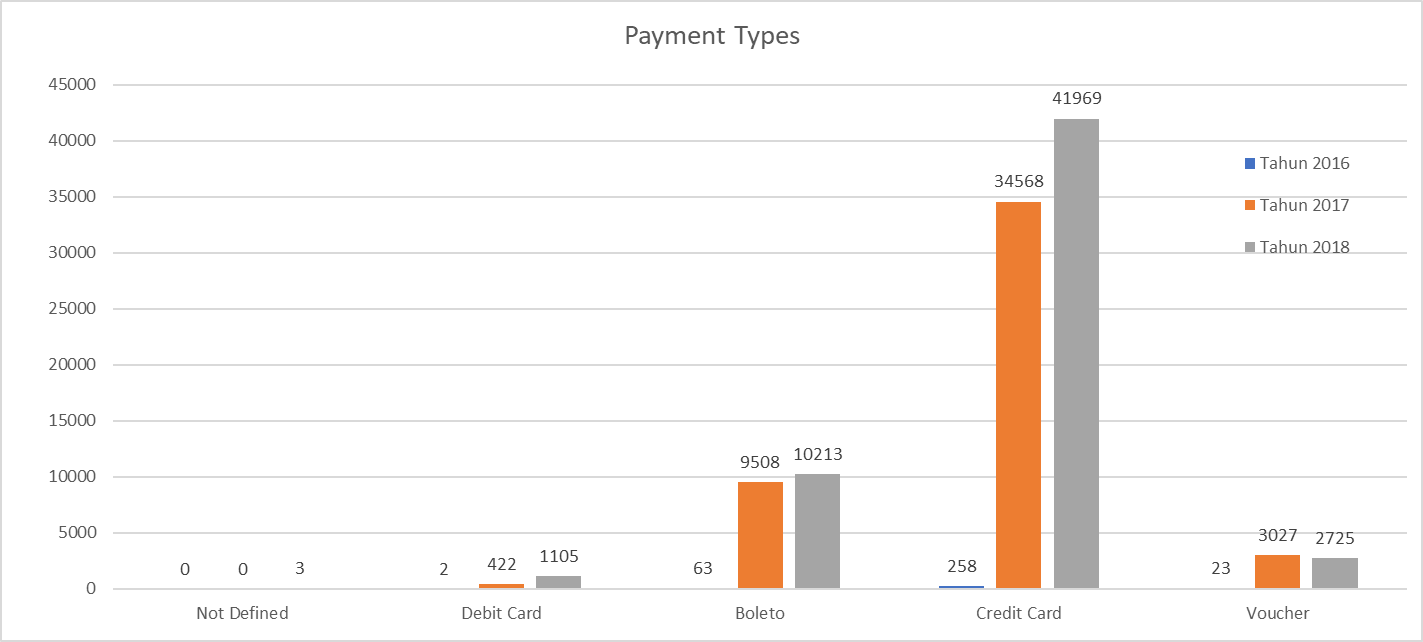 Payment Types
45000
40000
35000
30000
25000
20000
15000
10000
5000
0
41969
34568
258
10213
9508
63
3027
2725
23
1105
422
2
0
0
3
Not Defined
Debit Card
Boleto
Credit Card
Voucher
Tahun 2016
Tahun 2017
Tahun 2018